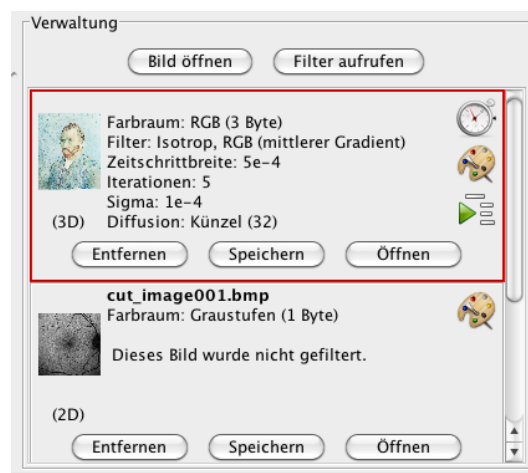 Verwaltung
Bild öffnen Filter aufrufen
Farbraum: RGB (3 Byte)
Filter: Isotrop, RGB (mittlerer Gradient)
Zeitschrittbreite: 5e-4
Iterationen: 5
Sigma: 1e-4
(3D) Diffusion: Künzel (32)
Entfernen Speichern Öffnen
cut_image001.bmp
Farbraum: Graustufen (1 Byte)
Dieses Bild wurde nicht gefiltert.
(2D)
Entfernen Speichern Öffnen